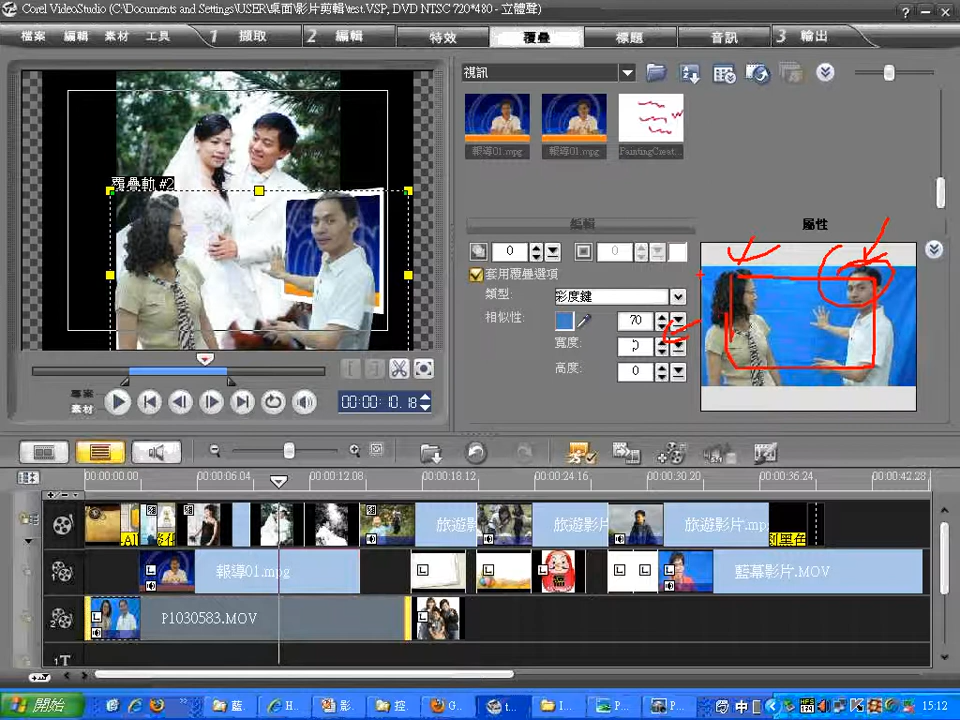 Corel VideoStudio - [C:\Documents and Settings\USER\桌面\影片剪輯\test.VSP, DVD NTSC 720*480 - 立體聲]
檔案 編輯 素材 工具 1 擷取 2 編輯 特效 覆疊 標題 音訊 3 輸出
視訊
報導01.mpg 報導01.mpg PaintingCreat...
覆疊軌 #2
編輯 屬性
0 0
套用覆疊選項
類型: 彩度鍵
相似性: 70
寬度:
高度: 0
專案
素材
00:00:10.18
00:00:00.00 00:00:06.04 00:00:12.08 00:00:18.12 00:00:24.16 00:00:30.20 00:00:36.24 00:00:42.28
旅遊影 旅遊影片 旅遊影片.mp
報導01.mpg 藍幕影片.MOV
P1030583.MOV
1T
開始 藍 H... 影... 控... G... t... I... P... P... 中 15:12